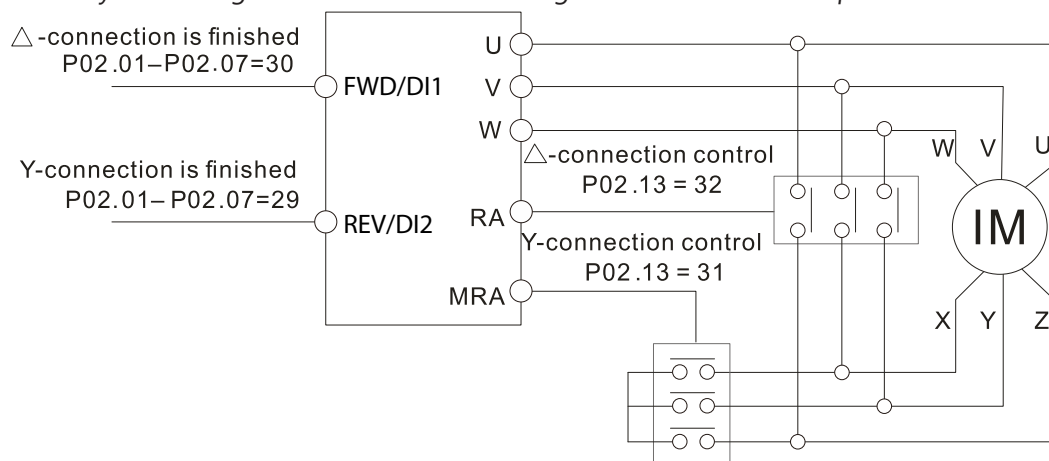 △-connection is finished
P02.01–P02.07=30
FWD/DI1
Y-connection is finished
P02.01– P02.07=29
REV/DI2
U
V
W
△-connection control
P02.13 = 32
RA
Y-connection control
P02.13 = 31
MRA
W V U
IM
X Y Z